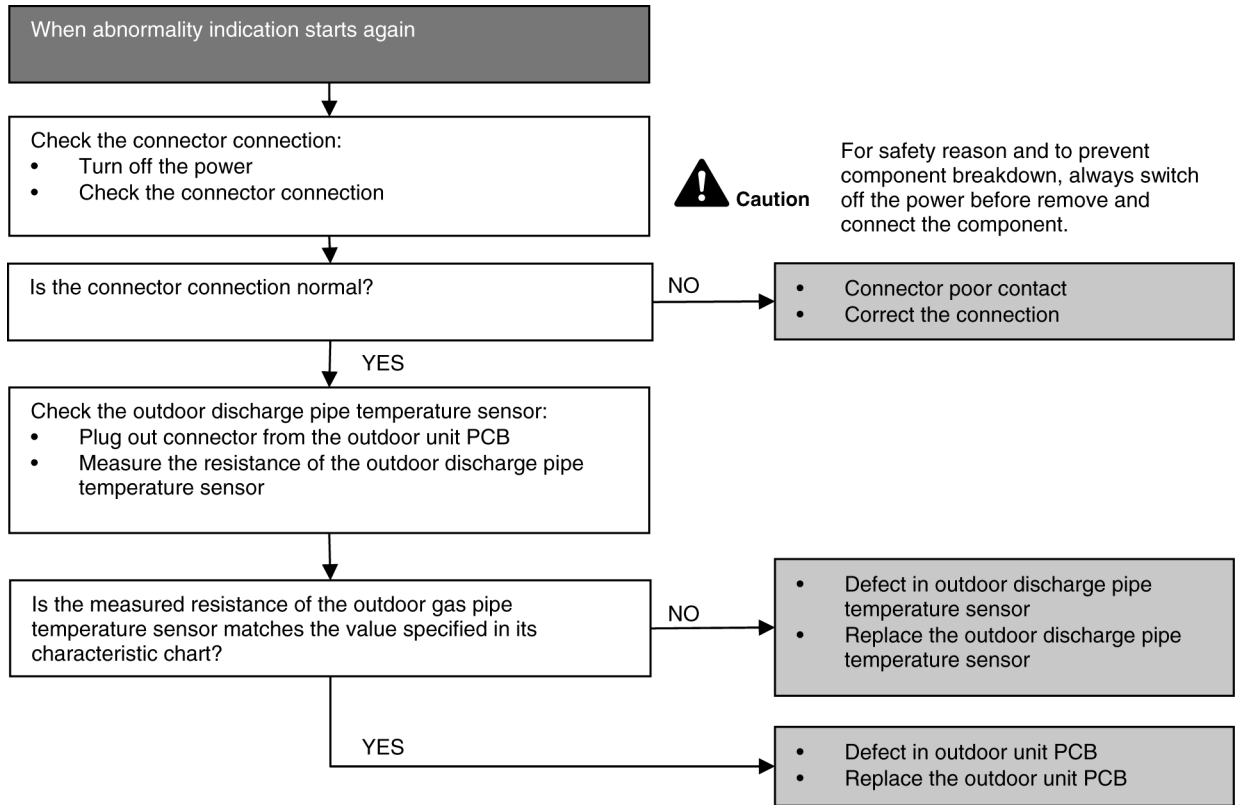 When abnormality indication starts again
Check the connector connection:
• Turn off the power
• Check the connector connection
Caution
For safety reason and to prevent
component breakdown, always switch
off the power before remove and
connect the component.
Is the connector connection normal?
NO
• Connector poor contact
• Correct the connection
YES
Check the outdoor discharge pipe temperature sensor:
• Plug out connector from the outdoor unit PCB
• Measure the resistance of the outdoor discharge pipe
temperature sensor
Is the measured resistance of the outdoor gas pipe
temperature sensor matches the value specified in its
characteristic chart?
NO
• Defect in outdoor discharge pipe
temperature sensor
• Replace the outdoor discharge pipe
temperature sensor
YES
• Defect in outdoor unit PCB
• Replace the outdoor unit PCB